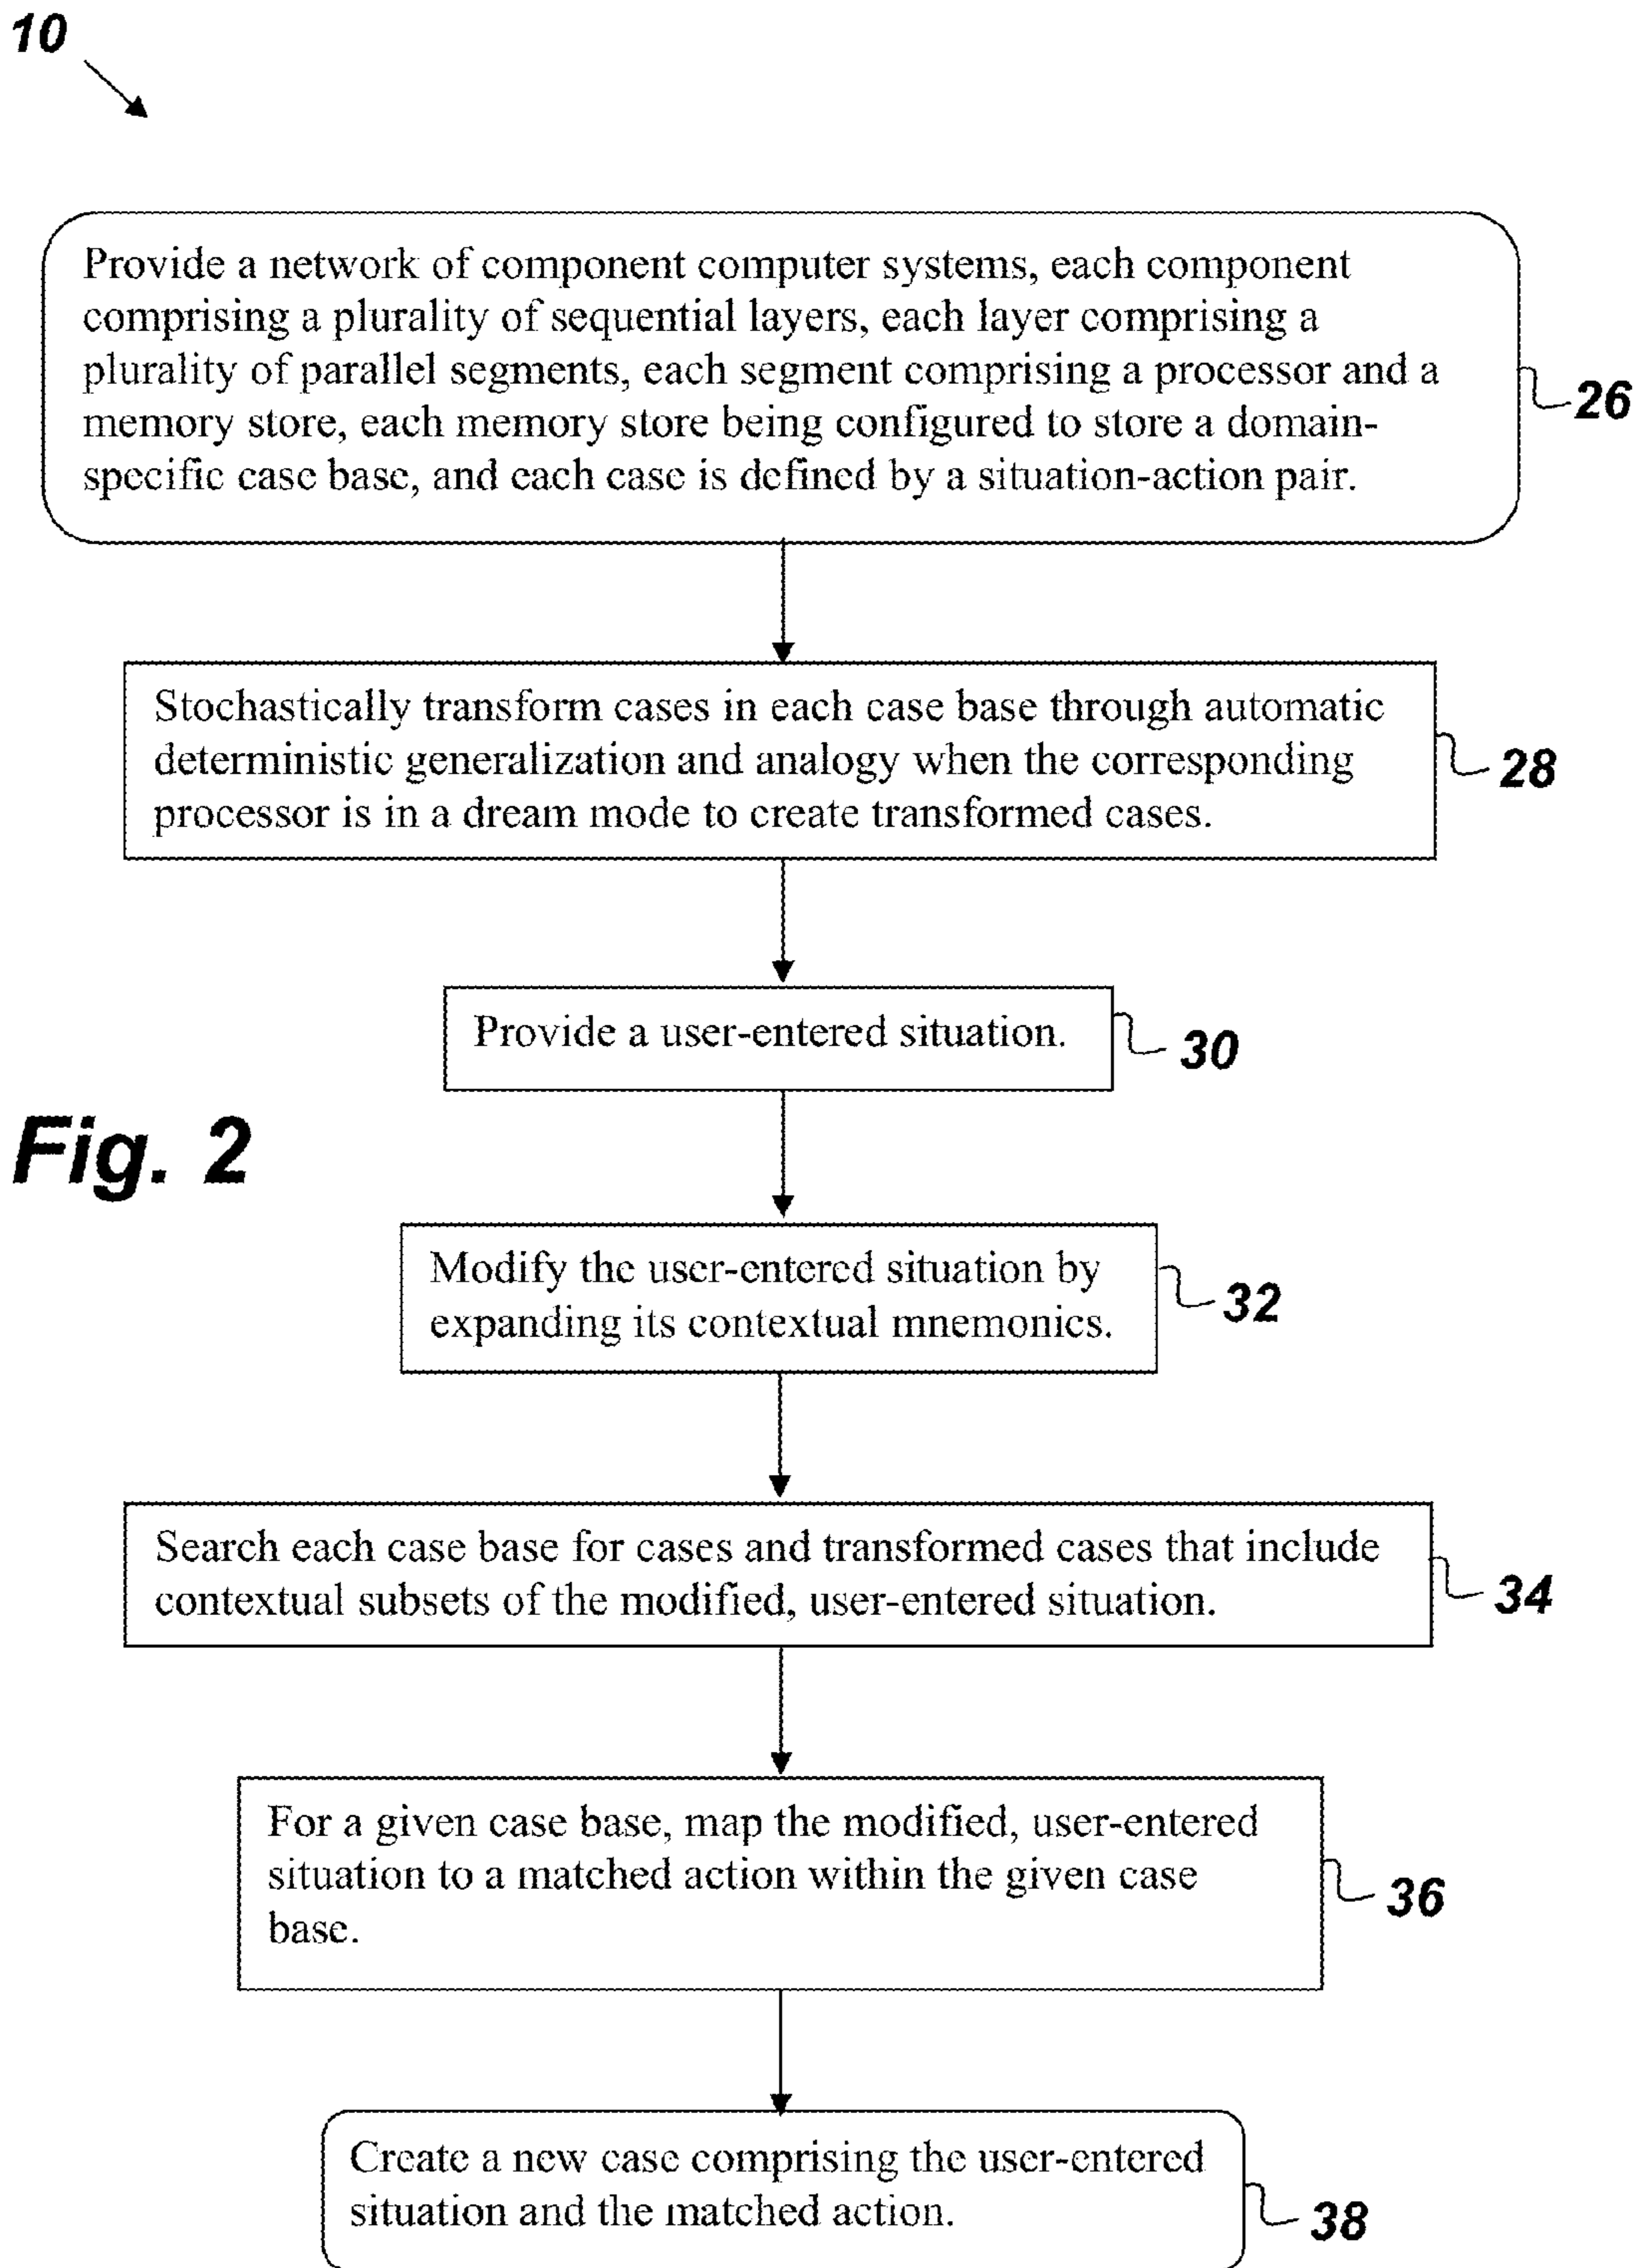 10
Provide a network of component computer systems, each component
comprising a plurality of sequential layers, each layer comprising a
plurality of parallel segments, each segment comprising a processor and a
memory store, each memory store being configured to store a domain-
specific case base, and each case is defined by a situation-action pair.
26
Stochastically transform cases in each case base through automatic
deterministic generalization and analogy when the corresponding
processor is in a dream mode to create transformed cases.
28
Provide a user-entered situation.
30
Fig. 2
Modify the user-entered situation by
expanding its contextual mnemonics.
32
Search each case base for cases and transformed cases that include
contextual subsets of the modified, user-entered situation.
34
For a given case base, map the modified, user-entered
situation to a matched action within the given case
base.
36
Create a new case comprising the user-entered
situation and the matched action.
38